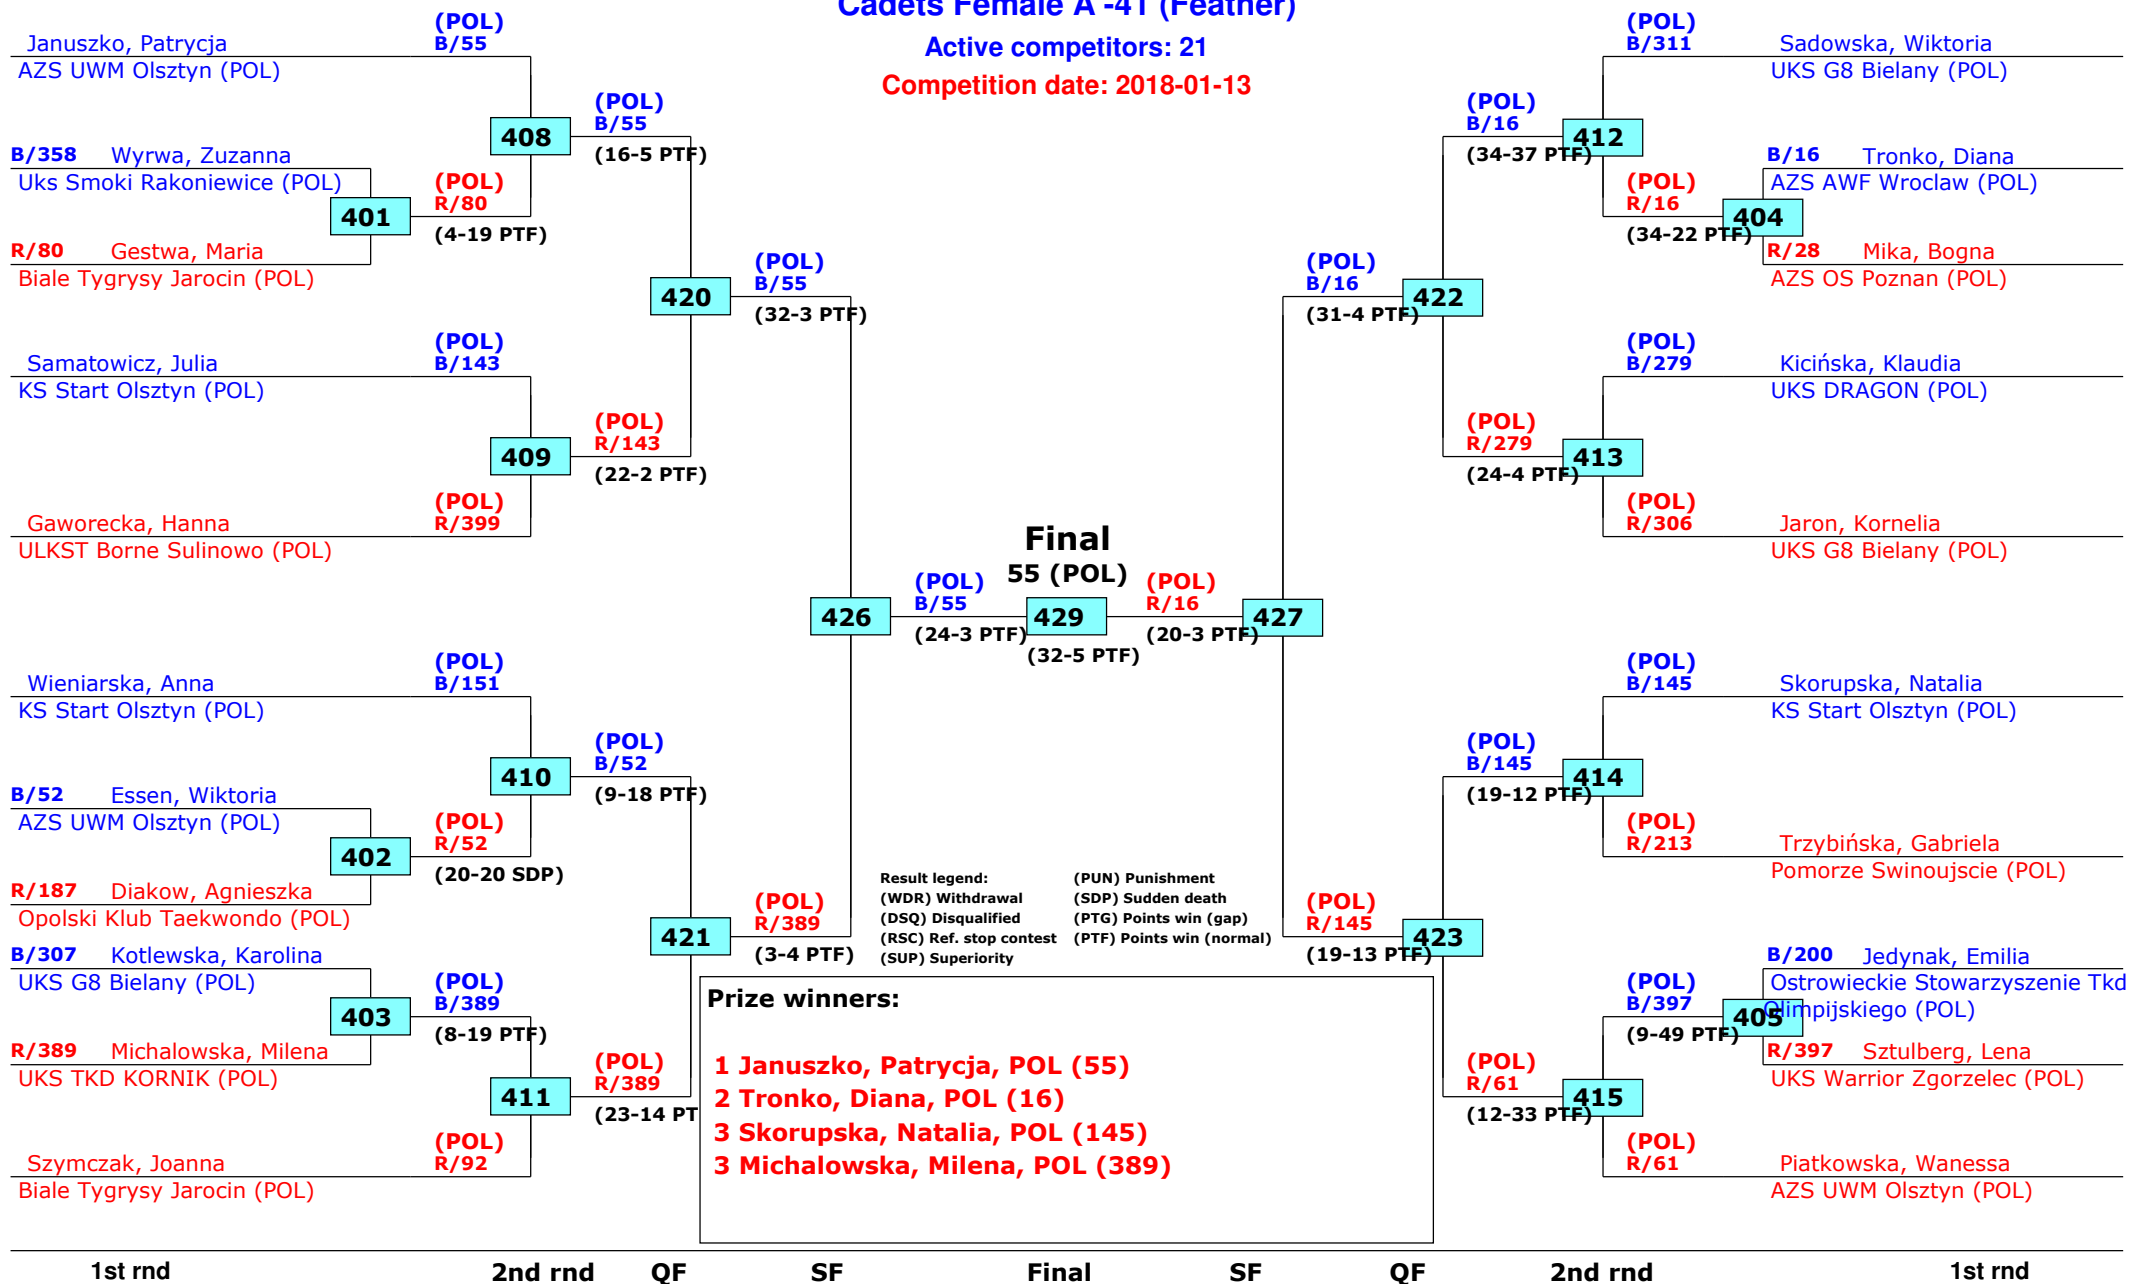 Cadets Female A -41 (Feather)
Active competitors: 21
Competition date: 2018-01-13
(POL)
B/55
Januszko, Patrycja
AZS UWM Olsztyn (POL)
B/358 Wyrwa, Zuzanna
Uks Smoki Rakoniewice (POL)
401
R/80 Gestwa, Maria
Biale Tygrysy Jarocin (POL)
(POL)
R/80
(4-19 PTF)
408
(POL)
B/55
(16-5 PTF)
Samatowicz, Julia
KS Start Olsztyn (POL)
(POL)
B/143
409
Gaworecka, Hanna
ULKST Borne Sulinowo (POL)
(POL)
R/399
(POL)
R/143
(22-2 PTF)
420
(POL)
B/55
(32-3 PTF)
Wieniarska, Anna
KS Start Olsztyn (POL)
(POL)
B/151
B/52 Essen, Wiktoria
AZS UWM Olsztyn (POL)
402
R/187 Diakow, Agnieszka
Opolski Klub Taekwondo (POL)
(POL)
R/52
(20-20 SDP)
410
(POL)
B/52
(9-18 PTF)
B/307 Kotlewska, Karolina
UKS G8 Bielany (POL)
403
R/389 Michalowska, Milena
UKS TKD KORNIK (POL)
(POL)
B/389
(8-19 PTF)
411
Szymczak, Joanna
Biale Tygrysy Jarocin (POL)
(POL)
R/92
(POL)
R/389
(23-14 PT
421
(POL)
R/389
(3-4 PTF)
426
(POL)
B/55
(24-3 PTF)
Final
55 (POL)
429
(32-5 PTF)
(POL)
R/16
(20-3 PTF)
427
(POL)
B/16
(31-4 PTF)
422
(POL)
B/16
(34-37 PTF)
412
(POL)
B/311
Sadowska, Wiktoria
UKS G8 Bielany (POL)
(POL)
R/16
(34-22 PTF)
404
B/16 Tronko, Diana
AZS AWF Wroclaw (POL)
R/28 Mika, Bogna
AZS OS Poznan (POL)
(POL)
R/279
(24-4 PTF)
413
(POL)
B/279
Kicińska, Klaudia
UKS DRAGON (POL)
(POL)
R/306
Jaron, Kornelia
UKS G8 Bielany (POL)
(POL)
R/145
(19-13 PTF)
423
(POL)
B/145
(19-12 PTF)
414
(POL)
B/145
Skorupska, Natalia
KS Start Olsztyn (POL)
(POL)
R/213
Trzybińska, Gabriela
Pomorze Swinoujscie (POL)
(POL)
R/61
(12-33 PTF)
415
(POL)
B/397
(9-49 PTF)
405
B/200 Jedynak, Emilia
Ostrowieckie Stowarzyszenie Tkd
Olimpijskiego (POL)
R/397 Sztulberg, Lena
UKS Warrior Zgorzelec (POL)
(POL)
R/61
Piatkowska, Wanessa
AZS UWM Olsztyn (POL)
Result legend:
(WDR) Withdrawal
(DSQ) Disqualified
(RSC) Ref. stop contest
(SUP) Superiority
(PUN) Punishment
(SDP) Sudden death
(PTG) Points win (gap)
(PTF) Points win (normal)
Prize winners:
1 Januszko, Patrycja, POL (55)
2 Tronko, Diana, POL (16)
3 Skorupska, Natalia, POL (145)
3 Michalowska, Milena, POL (389)
1st rnd 2nd rnd QF SF Final SF QF 2nd rnd 1st rnd